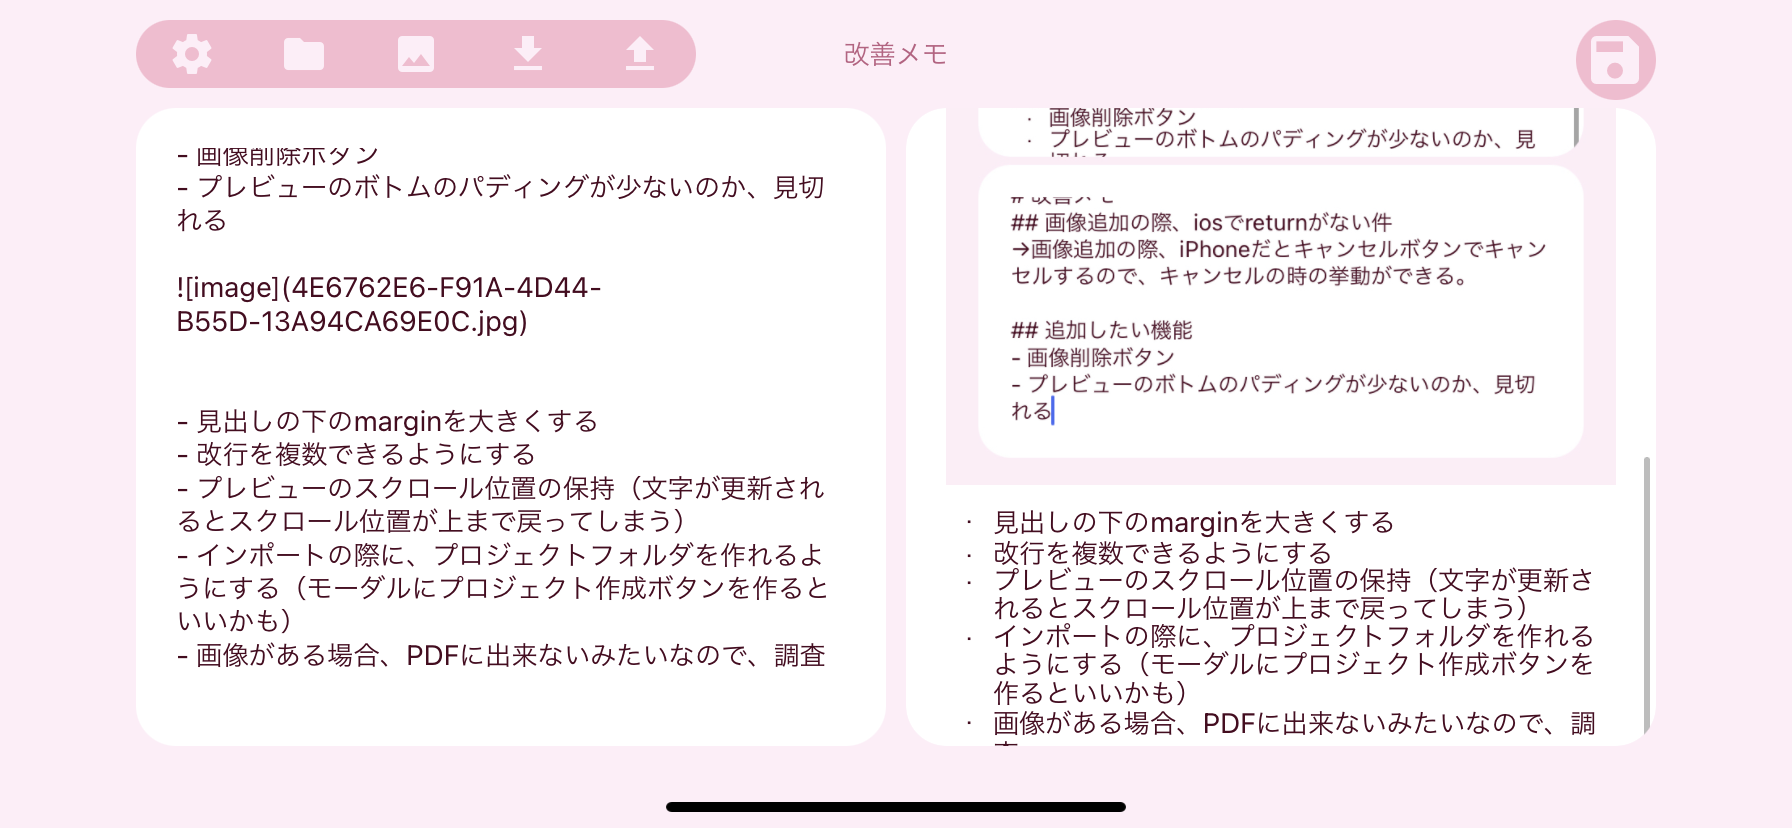 改善メモ
- 画像削除ボタン
- プレビューのボトムのパディングが少ないのか、見切
れる
![image](4E6762E6-F91A-4D44-
B55D-13A94CA69E0C.jpg)
- 見出しの下のmarginを大きくする
- 改行を複数できるようにする
- プレビューのスクロール位置の保持（文字が更新され
るとスクロール位置が上まで戻ってしまう）
- インポートの際に、プロジェクトフォルダを作れるよ
うにする（モーダルにプロジェクト作成ボタンを作ると
いいかも）
- 画像がある場合、PDFに出来ないみたいなので、調査
· 画像削除ボタン
· プレビューのボトムのパディングが少ないのか、見
切れる
# 改善メモ
## 画像追加の際、iosでreturnがない件
→画像追加の際、iPhoneだとキャンセルボタンでキャン
セルするので、キャンセルの時の挙動ができる。
## 追加したい機能
- 画像削除ボタン
- プレビューのボトムのパディングが少ないのか、見切
れる
· 見出しの下のmarginを大きくする
· 改行を複数できるようにする
· プレビューのスクロール位置の保持（文字が更新さ
れるとスクロール位置が上まで戻ってしまう）
· インポートの際に、プロジェクトフォルダを作れる
ようにする（モーダルにプロジェクト作成ボタンを
作るといいかも）
· 画像がある場合、PDFに出来ないみたいなので、調
査